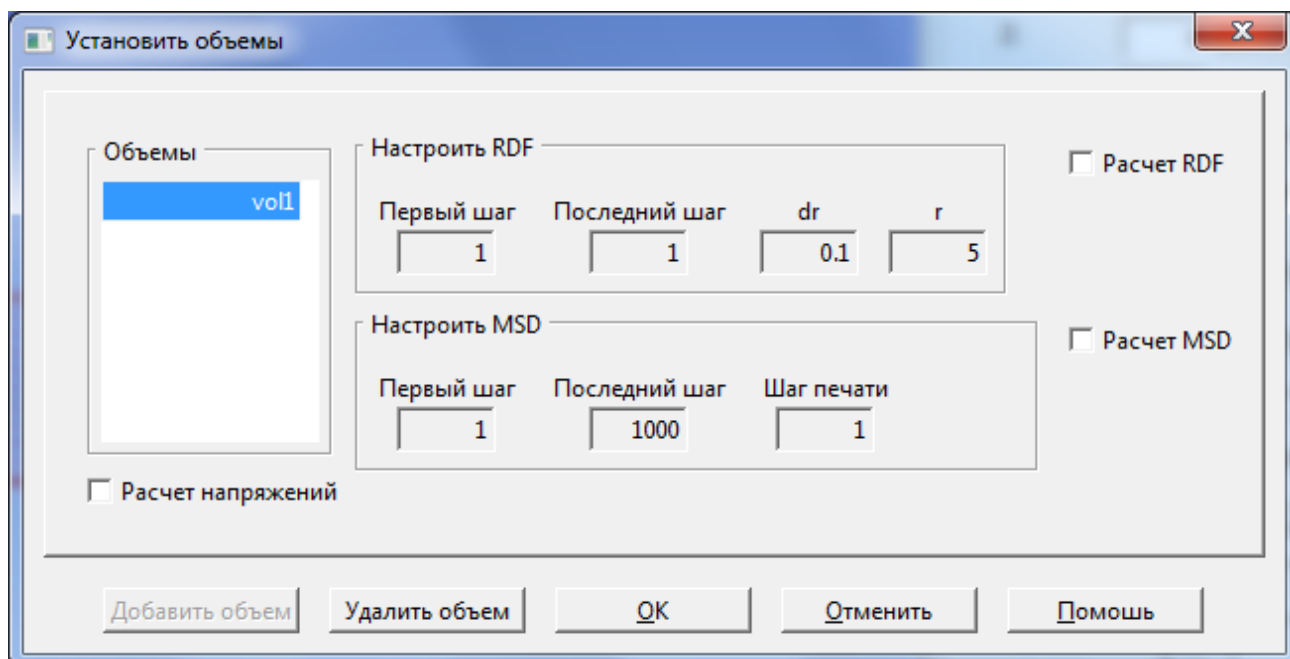 Установить объемы
Объемы
vol1
Настроить RDF
Первый шаг Последний шаг dr r
1 1 0.1 5
Расчет RDF
Настроить MSD
Первый шаг Последний шаг Шаг печати
1 1000 1
Расчет MSD
Расчет напряжений
Добавить объем Удалить объем OK Отменить Помошь